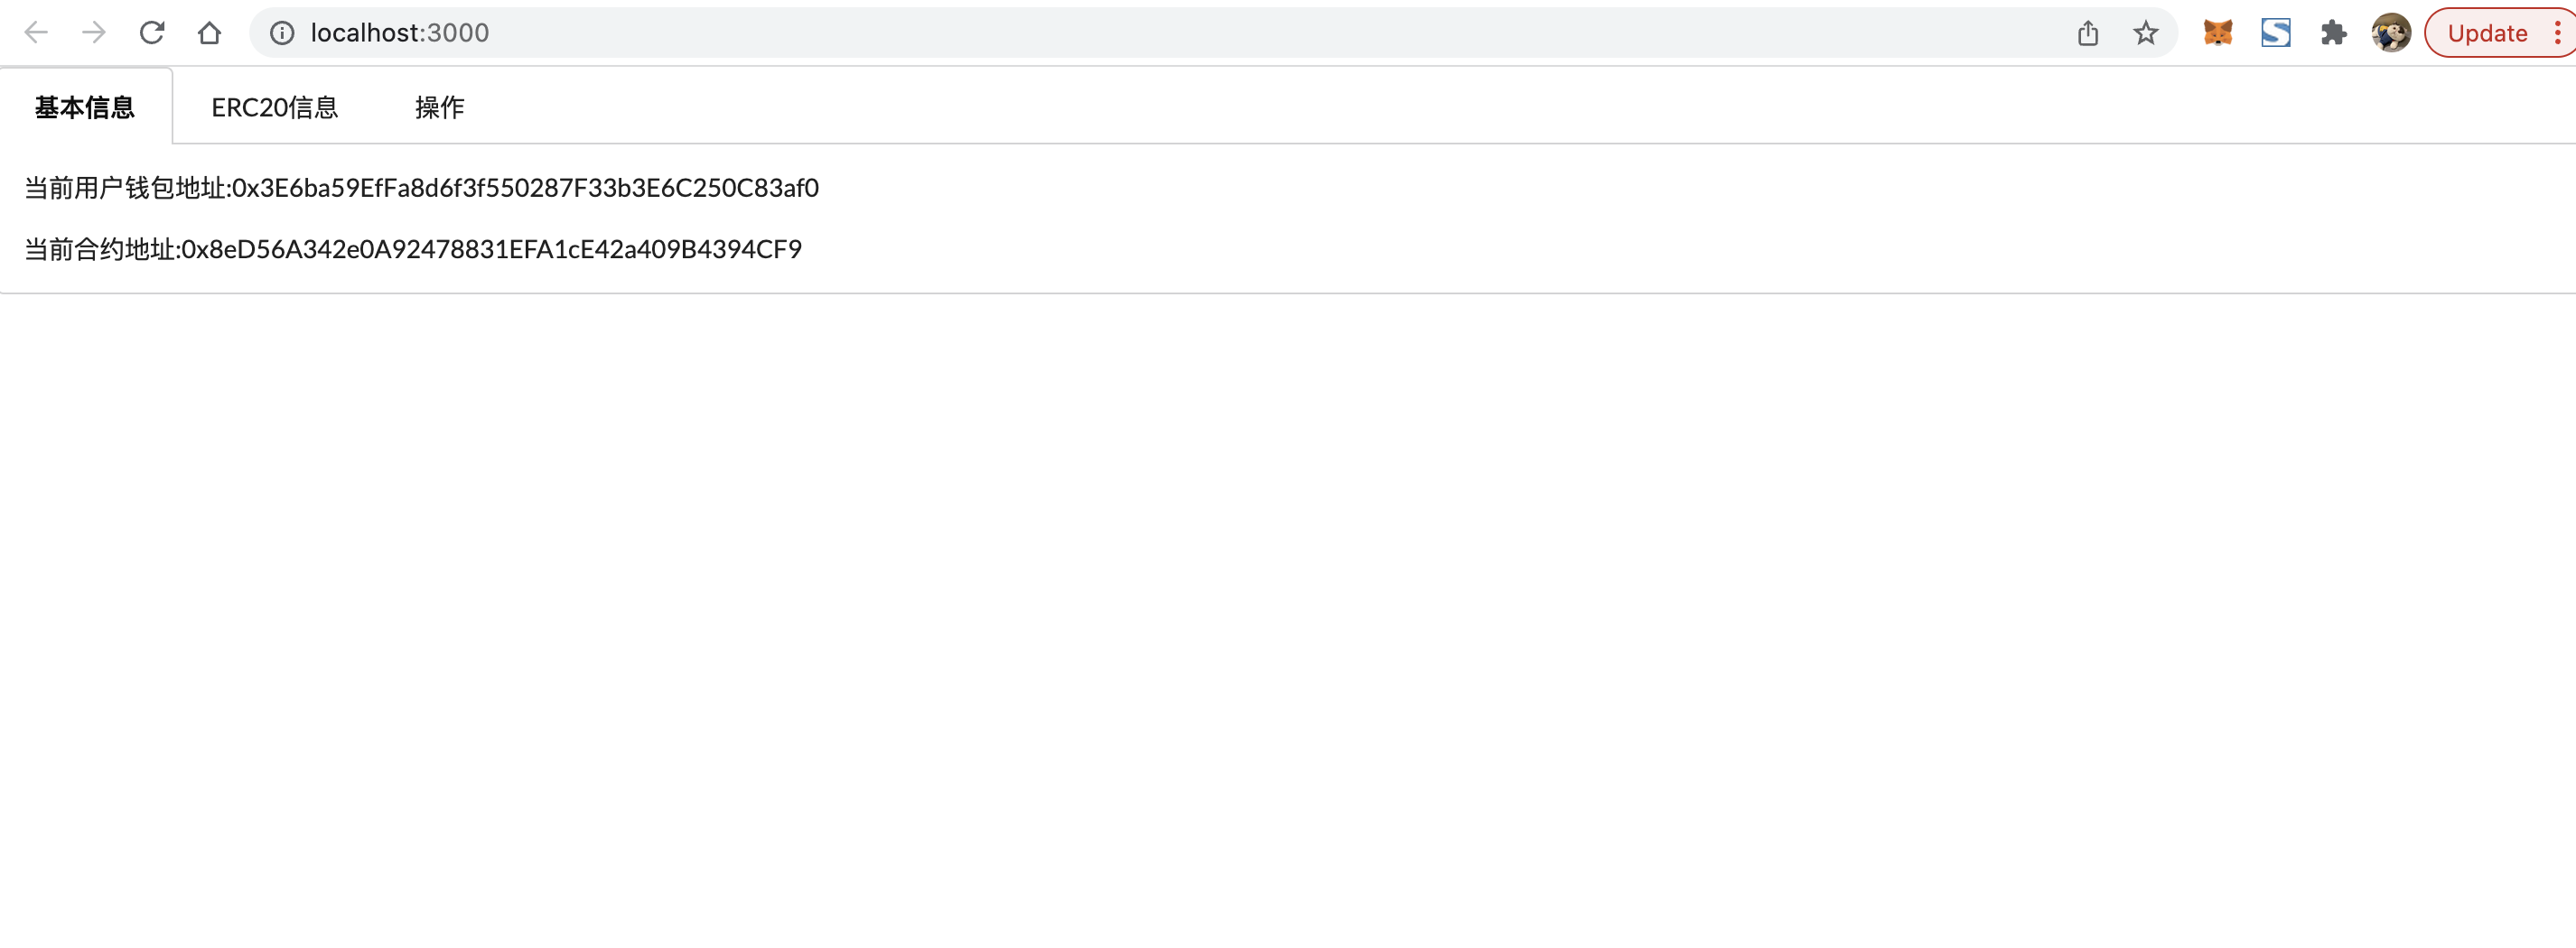 localhost:3000
Update
基本信息 ERC20信息 操作
当前用户钱包地址:0x3E6ba59EfFa8d6f3f550287F33b3E6C250C83af0
当前合约地址:0x8eD56A342e0A92478831EFA1cE42a409B4394CF9